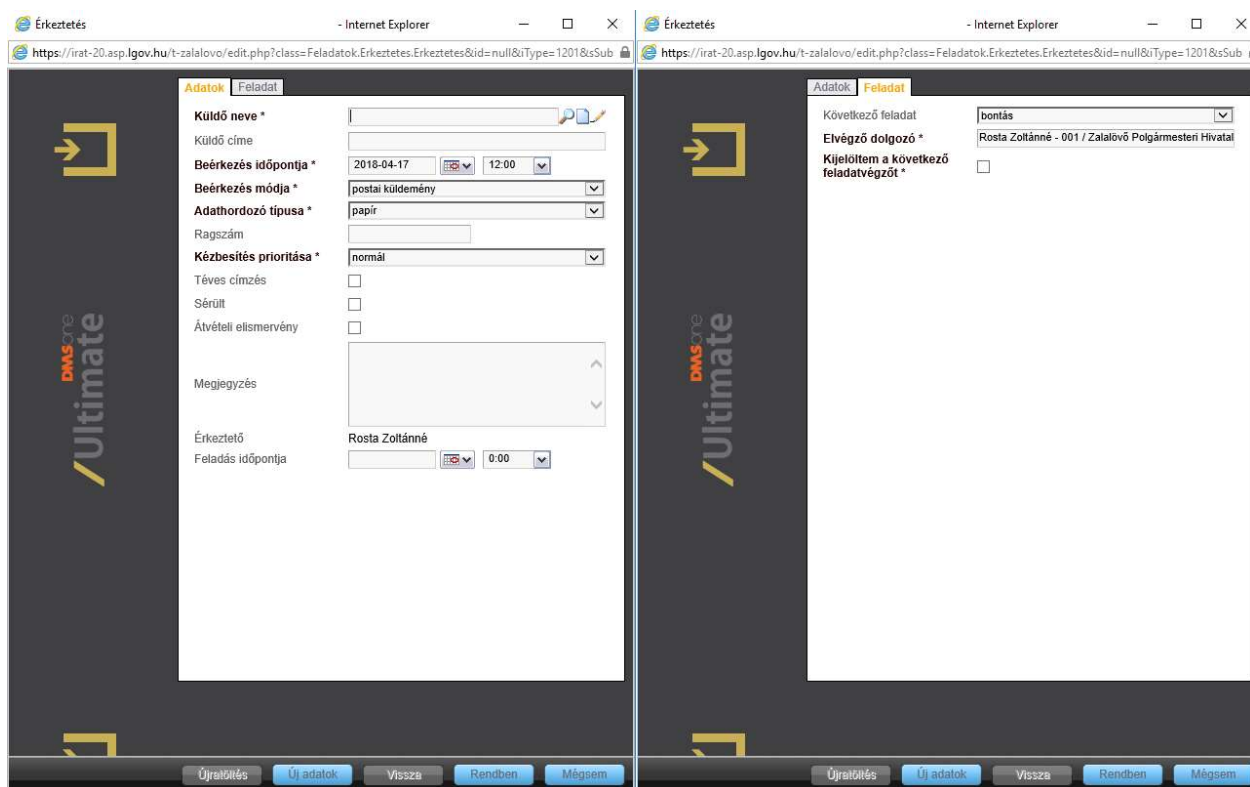 Érkeztetés - Internet Explorer
https://irat-20.asp.lgov.hu/t-zalalovo/edit.php?class=Feladatok.Erkeztetes.Erkeztetes&id=null&iType=1201&sSub
Adatok Feladat
Küldő neve *
Küldő címe
Beérkezés időpontja * 2018-04-17 12:00
Beérkezés módja * postai küldemény
Adathordozó típusa * papír
Ragszám
Kézbesítés prioritása * normál
Téves címzés
Sérült
Átvételi elismervény
Megjegyzés
Érkeztető Rosta Zoltánné
Feladás időpontja 0:00
DMSone
/Ultimate
Újratöltés Új adatok Vissza Rendben Mégsem
Érkeztetés - Internet Explorer
https://irat-20.asp.lgov.hu/t-zalalovo/edit.php?class=Feladatok.Erkeztetes.Erkeztetes&id=null&iType=1201&sSub
Adatok Feladat
Következő feladat bontás
Elvégző dolgozó * Rosta Zoltánné - 001 / Zalalövő Polgármesteri Hivatal
Kijelöltem a következő
feladatvégzőt *
DMSone
/Ultimate
Újratöltés Új adatok Vissza Rendben Mégsem